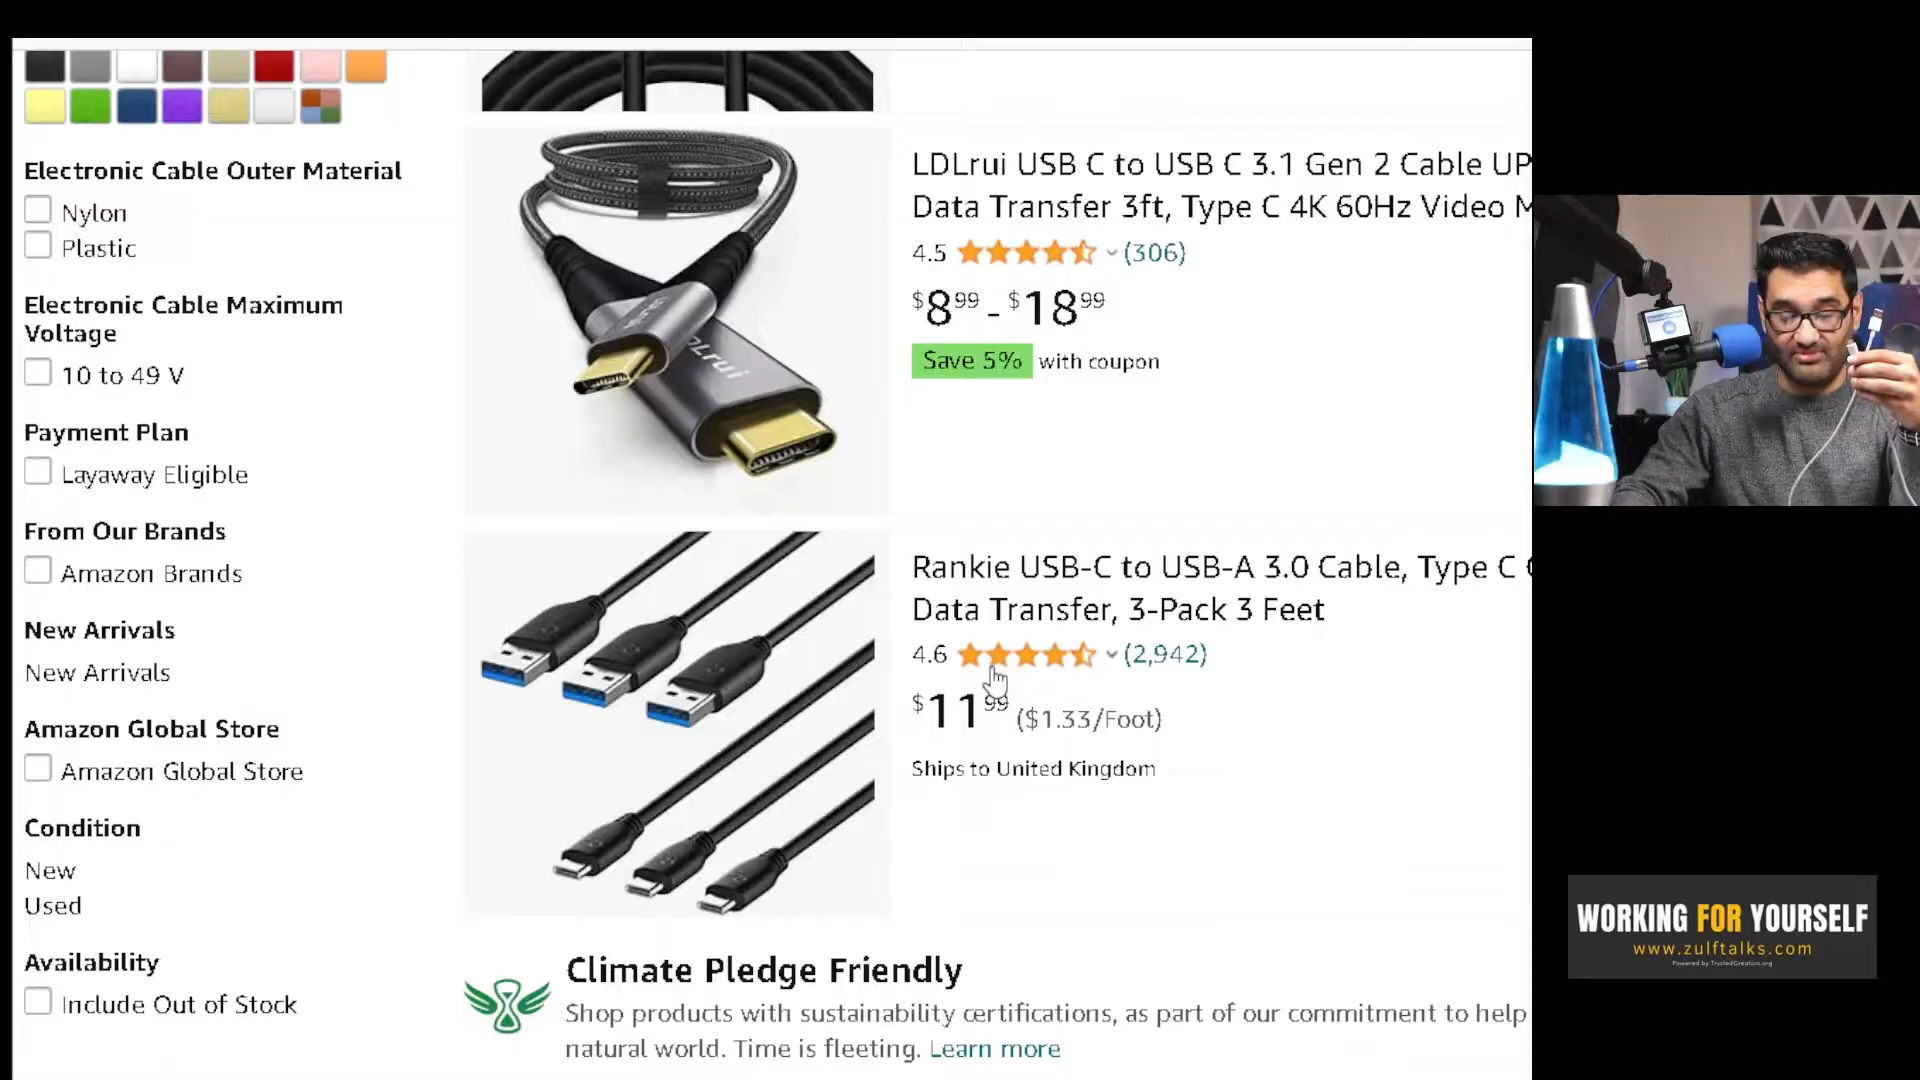 Electronic Cable Outer Material
Nylon
Plastic
Electronic Cable Maximum
Voltage
10 to 49 V
Payment Plan
Layaway Eligible
From Our Brands
Amazon Brands
New Arrivals
New Arrivals
Amazon Global Store
Amazon Global Store
Condition
New
Used
Availability
Include Out of Stock
LDLrui USB C to USB C 3.1 Gen 2 Cable UP
Data Transfer 3ft, Type C 4K 60Hz Video M
4.5 (306)
$8.99 - $18.99
Save 5% with coupon
LDLrui
Rankie USB-C to USB-A 3.0 Cable, Type C
Data Transfer, 3-Pack 3 Feet
4.6 (2,942)
$11.99 ($1.33/Foot)
Ships to United Kingdom
Climate Pledge Friendly
Shop products with sustainability certifications, as part of our commitment to help
natural world. Time is fleeting. Learn more
WORKING FOR YOURSELF
www.zulftalks.com
Powered by TrustedCreators.org